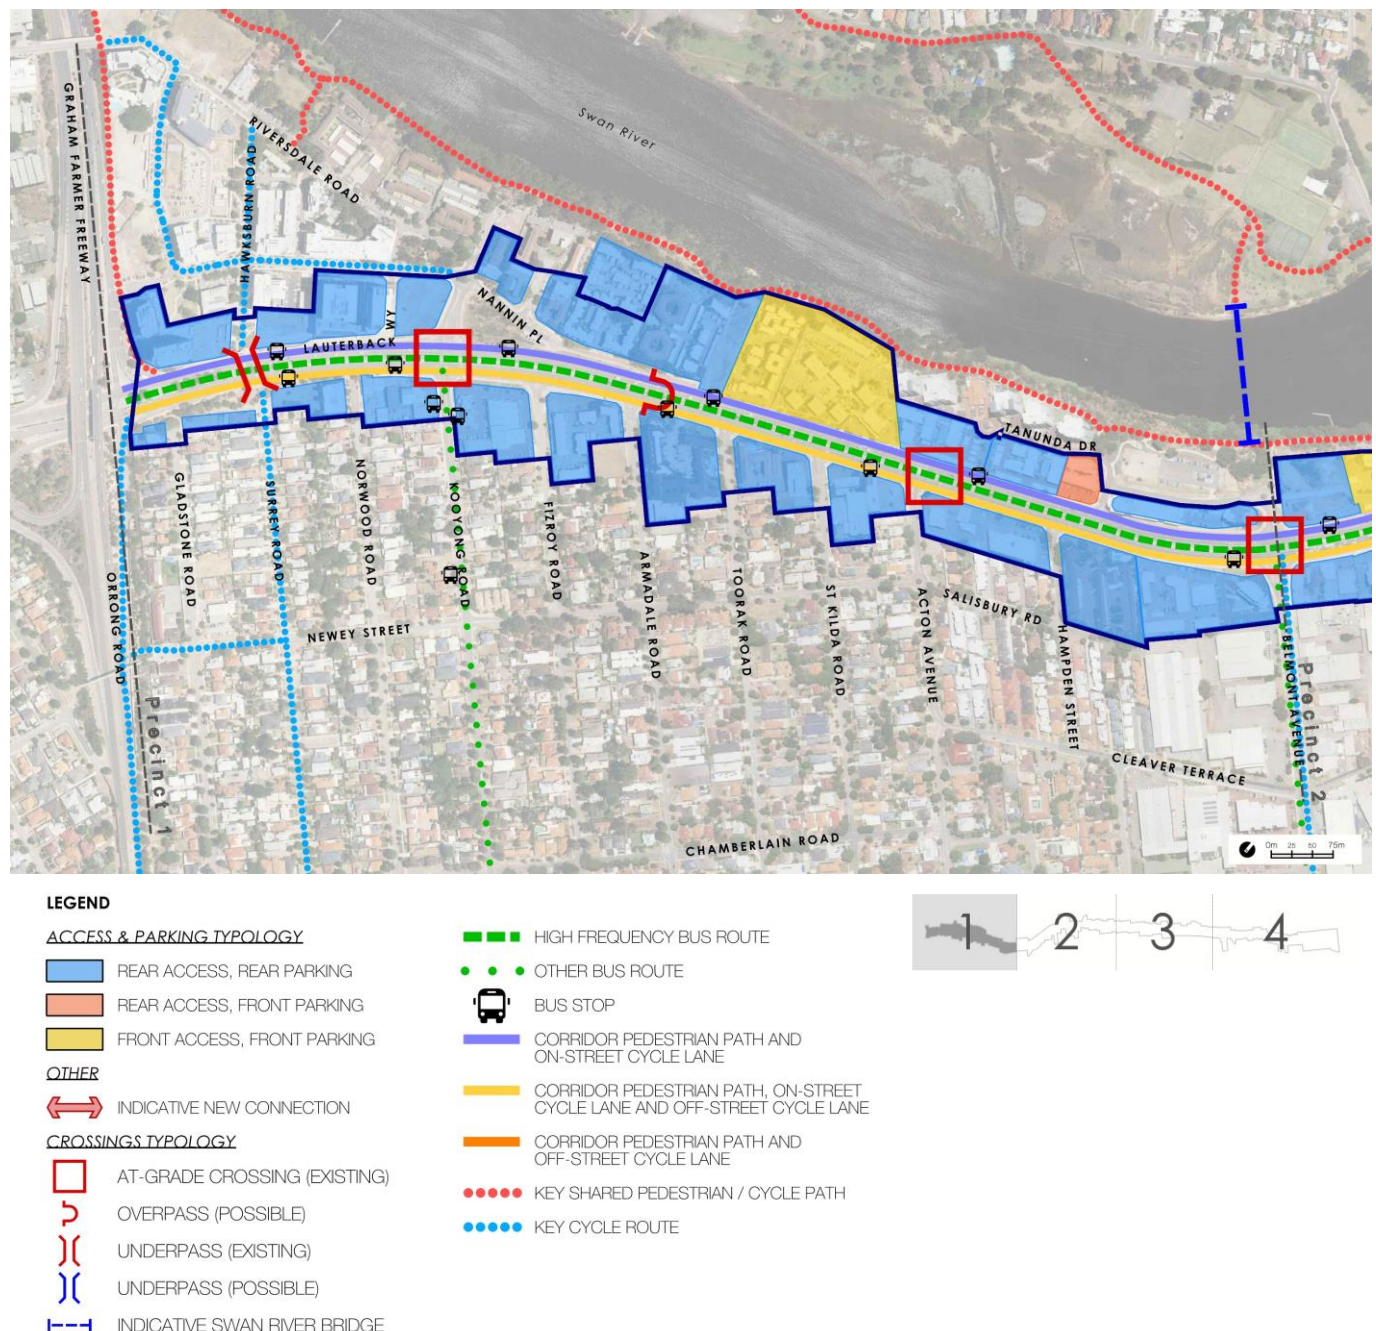 GRAHAM FARMER FREEWAY
HAWKSBURN ROAD
RIVERSDALE ROAD
Swan River
NANNIN PL
LAUTERBACK
WY
TANUNDA DR
GLADSTONE ROAD
SURREY ROAD
NORWOOD ROAD
KOOYONG ROAD
FIZROY ROAD
ARMADALE ROAD
TOORAK ROAD
ST KILDA ROAD
ACTON AVENUE
SALISBURY RD
HAMPDEN STREET
BELMONT AVENUE
ORRONG ROAD
NEWEY STREET
CLEAVER TERRACE
CHAMBERLAIN ROAD
Precinct 1
Precinct 2
0m 25 50 75m
LEGEND
ACCESS & PARKING TYPOLOGY
REAR ACCESS, REAR PARKING
REAR ACCESS, FRONT PARKING
FRONT ACCESS, FRONT PARKING
OTHER
INDICATIVE NEW CONNECTION
CROSSINGS TYPOLOGY
AT-GRADE CROSSING (EXISTING)
OVERPASS (POSSIBLE)
UNDERPASS (EXISTING)
UNDERPASS (POSSIBLE)
INDICATIVE SWAN RIVER BRIDGE
HIGH FREQUENCY BUS ROUTE
OTHER BUS ROUTE
BUS STOP
CORRIDOR PEDESTRIAN PATH AND
ON-STREET CYCLE LANE
CORRIDOR PEDESTRIAN PATH, ON-STREET
CYCLE LANE AND OFF-STREET CYCLE LANE
CORRIDOR PEDESTRIAN PATH AND
OFF-STREET CYCLE LANE
KEY SHARED PEDESTRIAN / CYCLE PATH
KEY CYCLE ROUTE
1 2 3 4